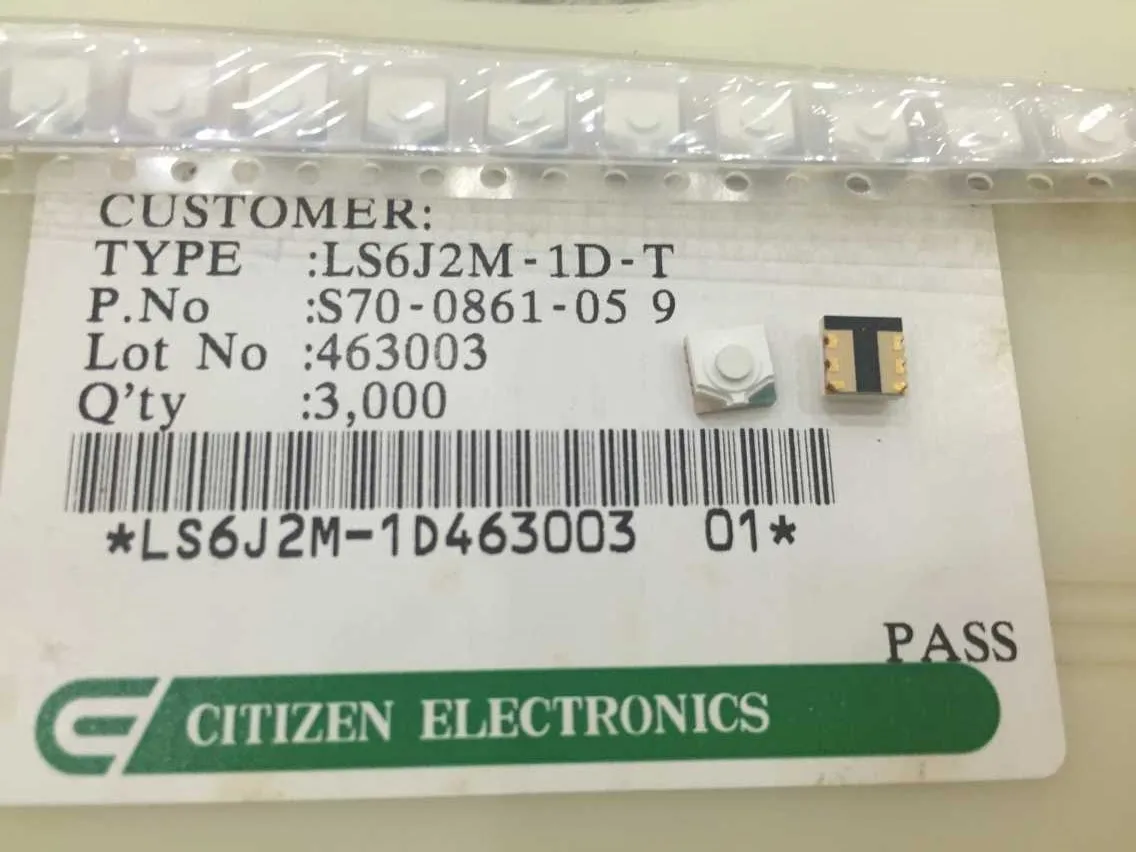 CUSTOMER:
TYPE :LS6J2M-1D-T
P.No :S70-0861-05 9
Lot No :463003
Q'ty :3,000
*LS6J2M-1D463003 01*
PASS
CITIZEN ELECTRONICS